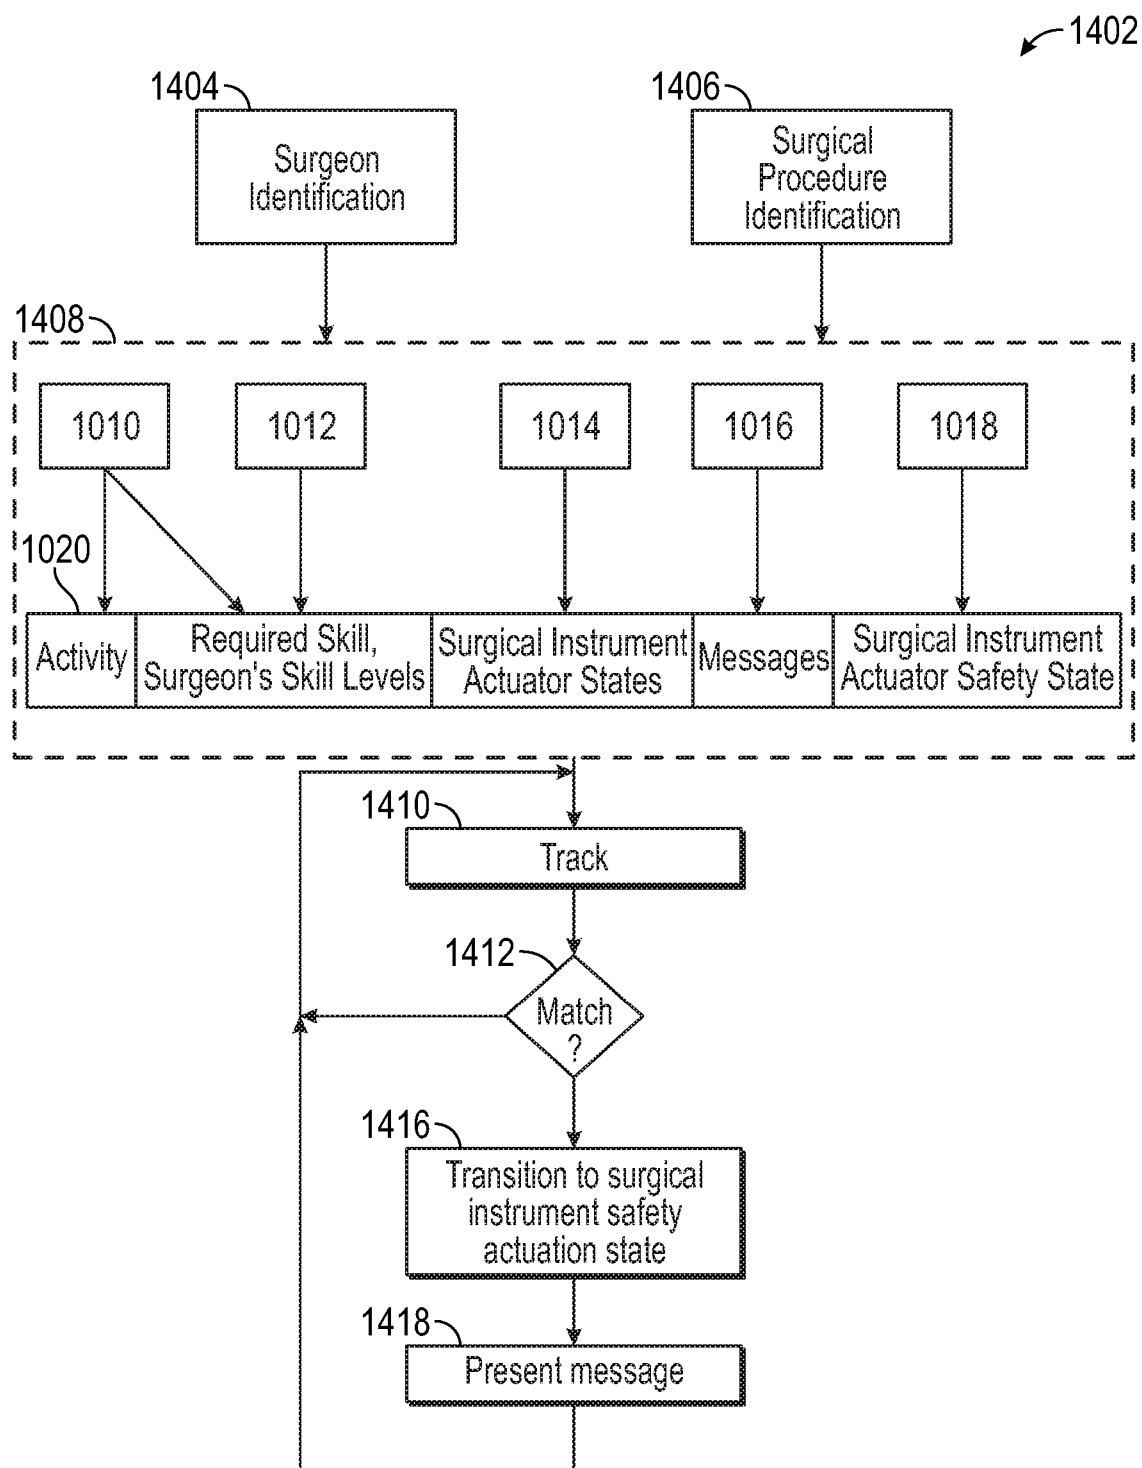 1402
1404
1406
Surgeon
Identification
Surgical
Procedure
Identification
1408
1010
1012
1014
1016
1018
1020
Activity
Required Skill,
Surgeon's Skill Levels
Surgical Instrument
Actuator States
Messages
Surgical Instrument
Actuator Safety State
1410
Track
1412
Match
?
1416
Transition to surgical
instrument safety
actuation state
1418
Present message